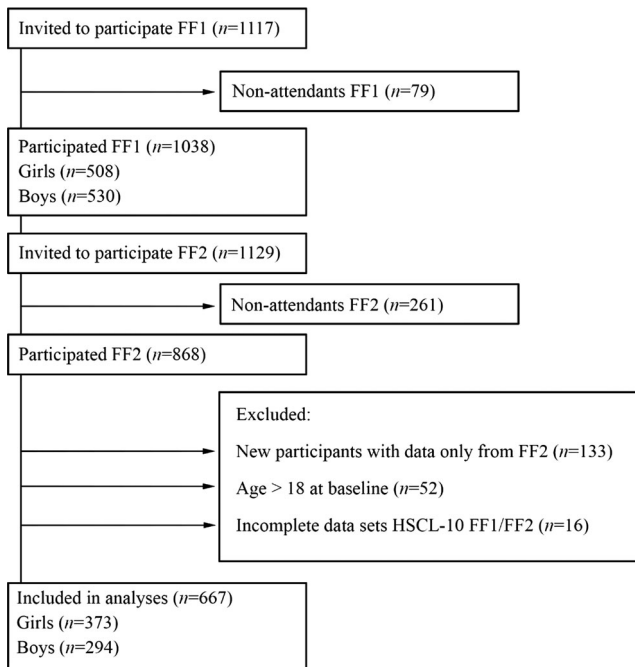 Invited to participate FF1 (n=1117)
Non-attendants FF1 (n=79)
Participated FF1 (n=1038)
Girls (n=508)
Boys (n=530)
Invited to participate FF2 (n=1129)
Non-attendants FF2 (n=261)
Participated FF2 (n=868)
Excluded:
New participants with data only from FF2 (n=133)
Age > 18 at baseline (n=52)
Incomplete data sets HSCL-10 FF1/FF2 (n=16)
Included in analyses (n=667)
Girls (n=373)
Boys (n=294)